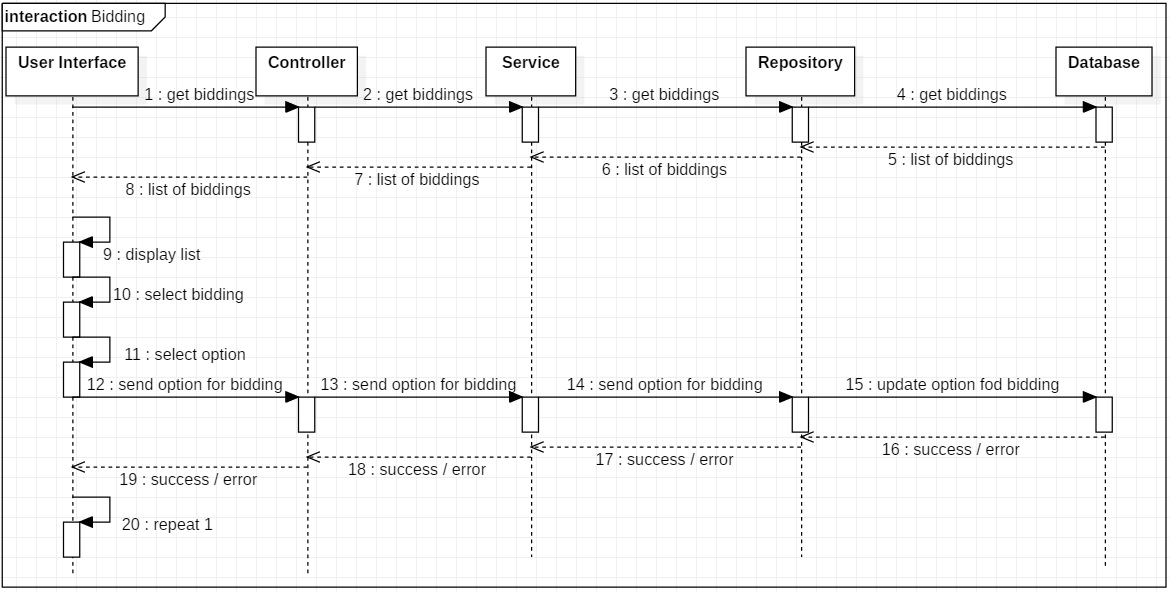 interaction Bidding
User Interface
Controller
Service
Repository
Database
1 : get biddings
2 : get biddings
3 : get biddings
4 : get biddings
5 : list of biddings
6 : list of biddings
7 : list of biddings
8 : list of biddings
9 : display list
10 : select bidding
11 : select option
12 : send option for bidding
13 : send option for bidding
14 : send option for bidding
15 : update option fod bidding
16 : success / error
17 : success / error
18 : success / error
19 : success / error
20 : repeat 1